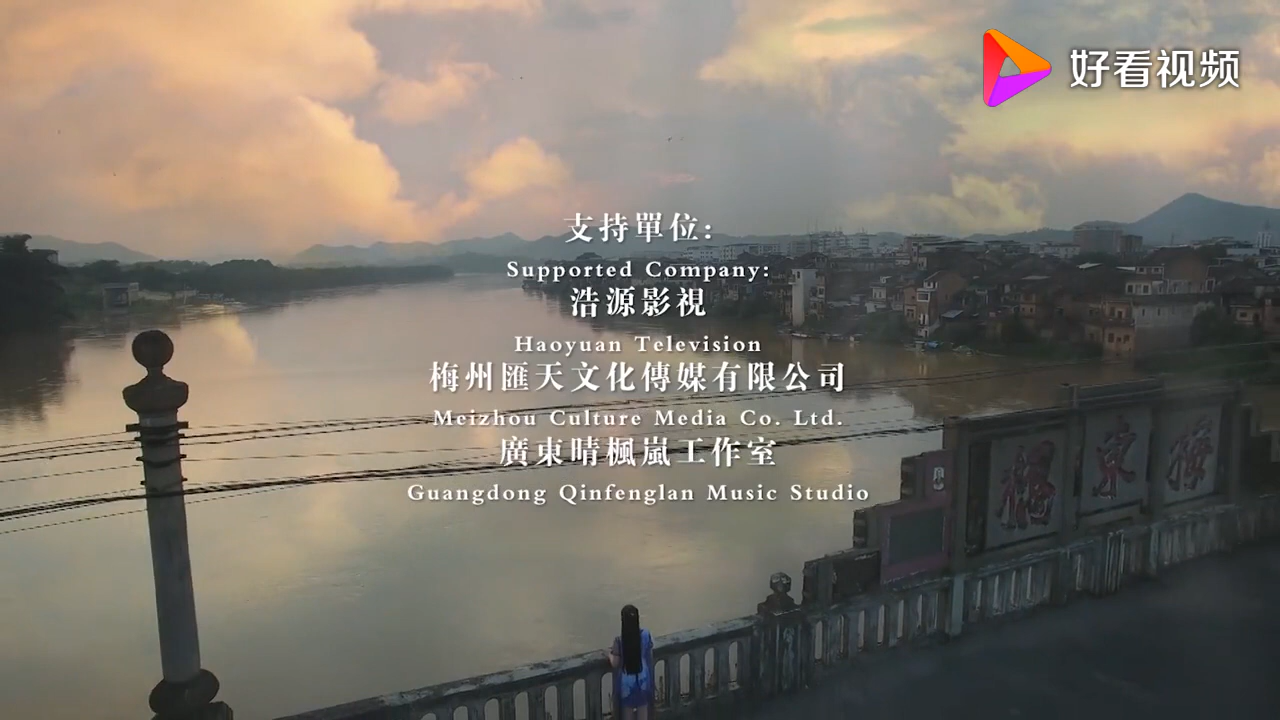 好看视频
支持單位:
Supported Company:
浩源影視
Haoyuan Television
梅州匯天文化傳媒有限公司
Meizhou Culture Media Co. Ltd.
廣東晴楓嵐工作室
Guangdong Qinfenglan Music Studio
橋東